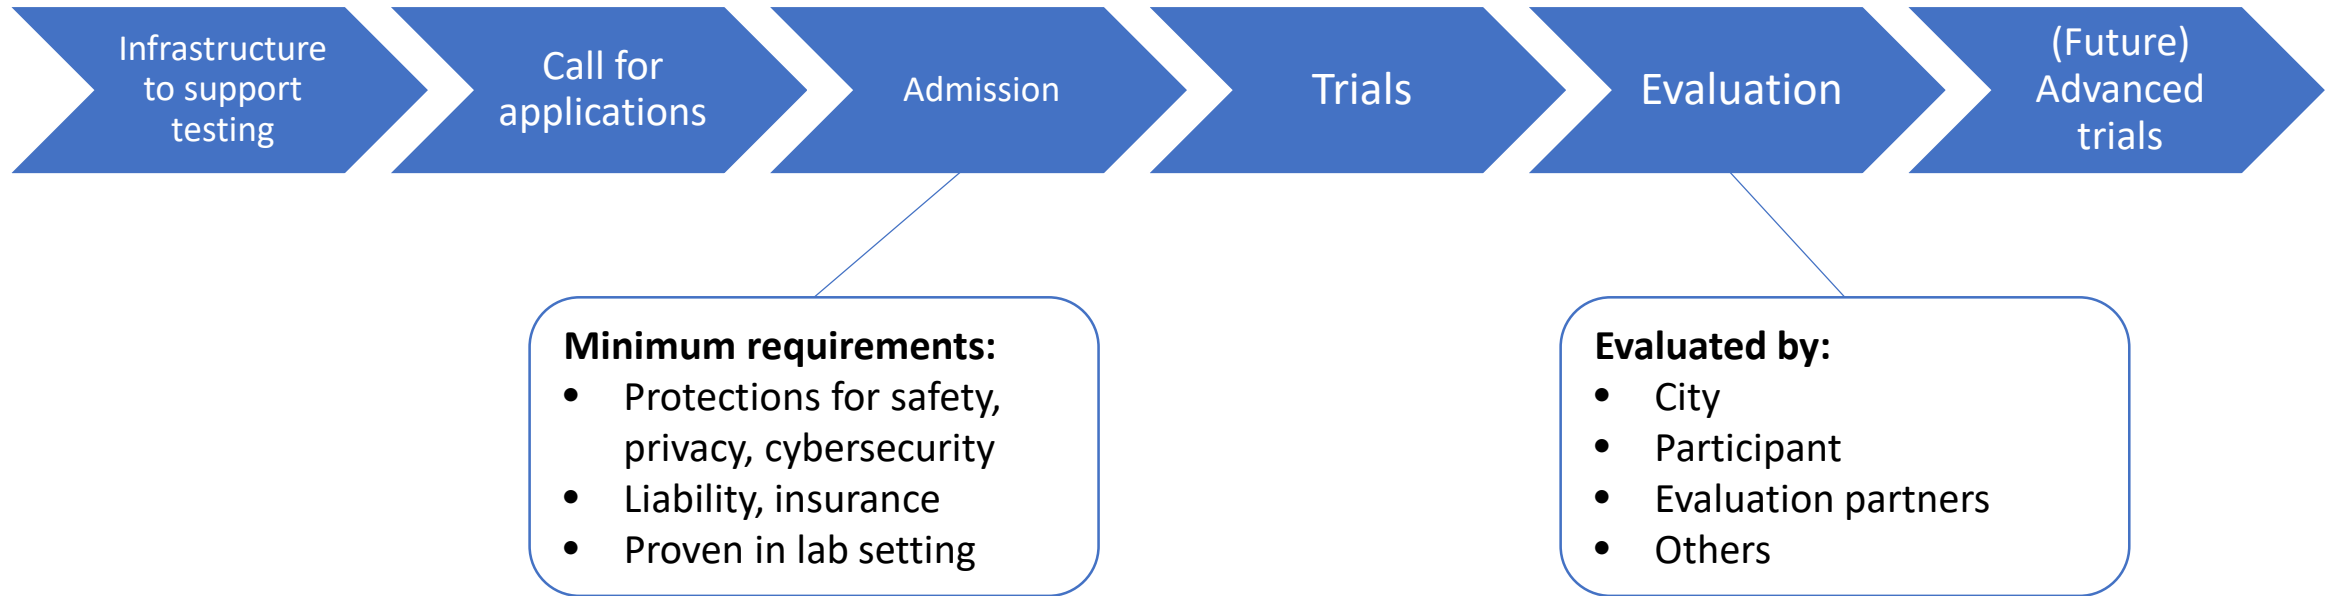 Infrastructure
to support
testing
Call for
applications
Admission
Trials
Evaluation
(Future)
Advanced
trials
Minimum requirements:
• Protections for safety,
privacy, cybersecurity
• Liability, insurance
• Proven in lab setting
Evaluated by:
• City
• Participant
• Evaluation partners
• Others